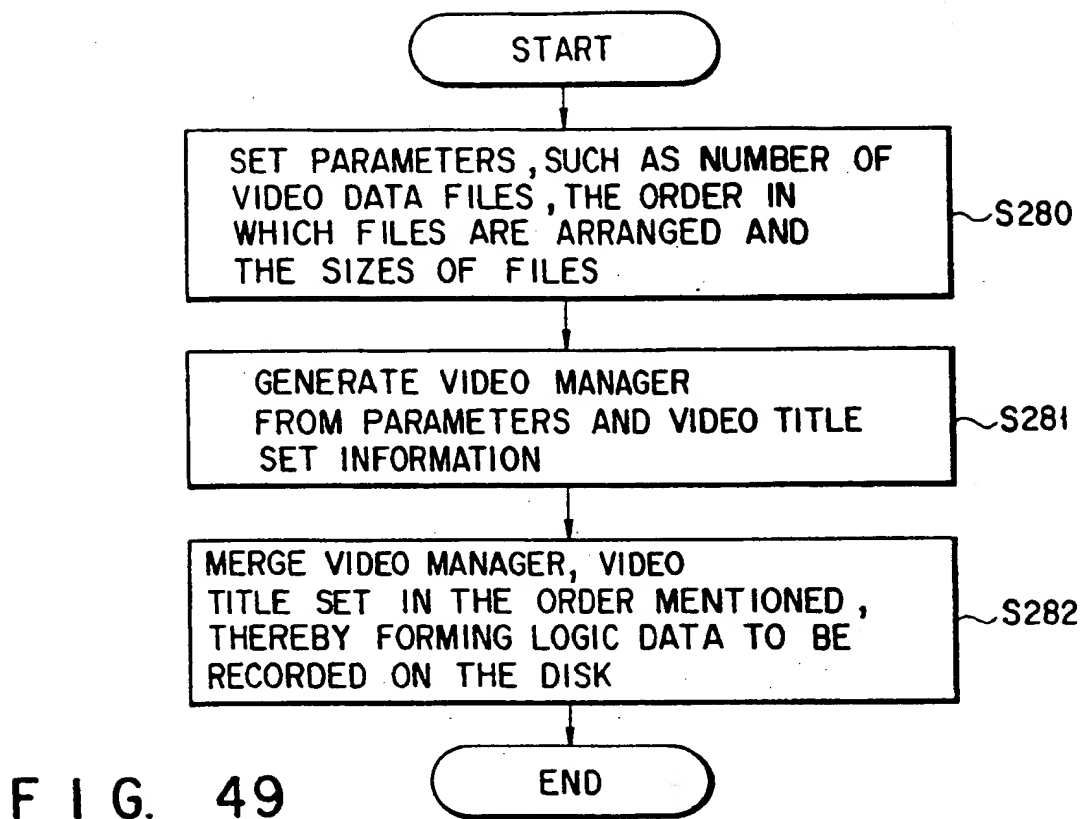 START
SET PARAMETERS, SUCH AS NUMBER OF
VIDEO DATA FILES, THE ORDER IN
WHICH FILES ARE ARRANGED AND
THE SIZES OF FILES
S280
GENERATE VIDEO MANAGER
FROM PARAMETERS AND VIDEO TITLE
SET INFORMATION
S281
MERGE VIDEO MANAGER, VIDEO
TITLE SET IN THE ORDER MENTIONED,
THEREBY FORMING LOGIC DATA TO BE
RECORDED ON THE DISK
S282
END
FIG. 49